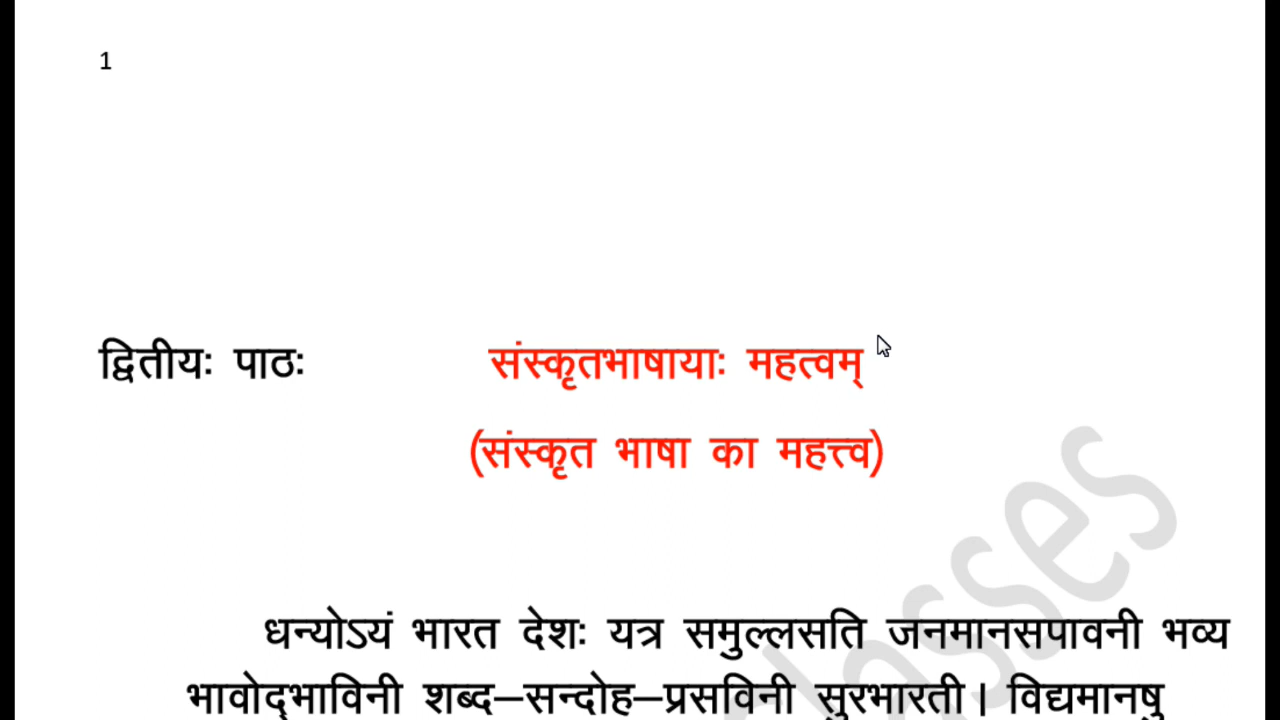 1
द्वितीयः पाठः संस्कृतभाषायाः महत्वम्
(संस्कृत भाषा का महत्त्व)
धन्योऽयं भारत देशः यत्र समुल्लसति जनमानसपावनी भव्य
भावोद्भाविनी शब्द–सन्दोह–प्रसविनी सुरभारती। विद्यमानषु
lasses